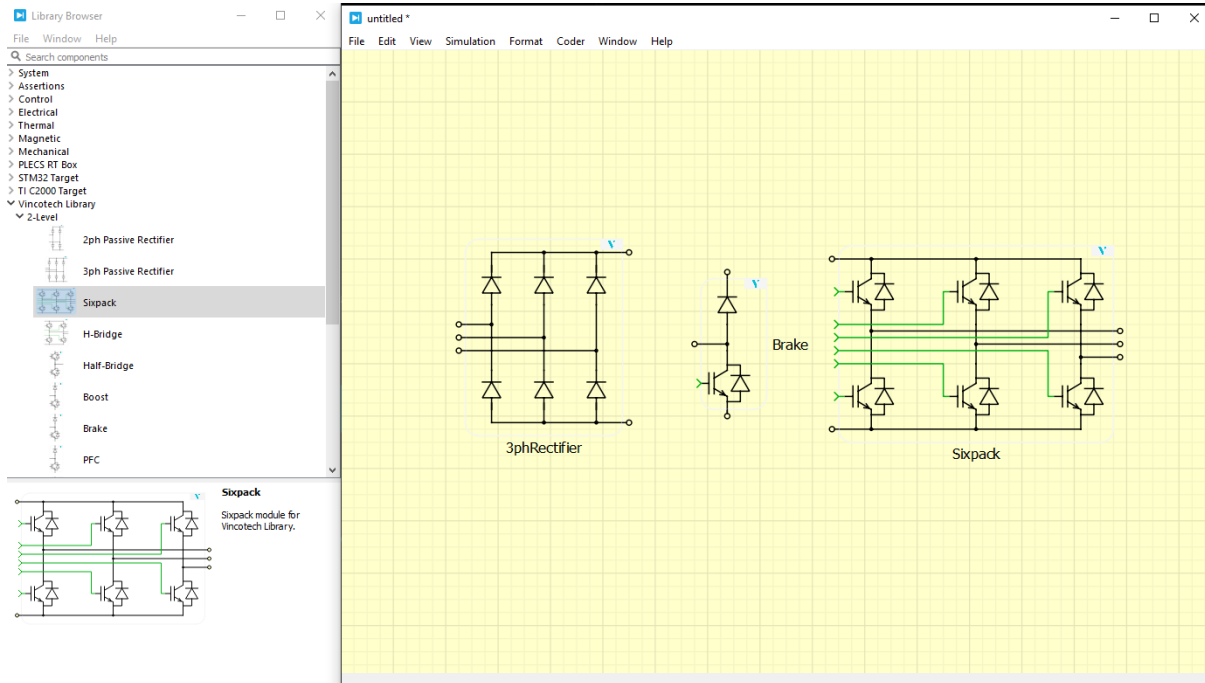 Library Browser
File Window Help
Search components
System
Assertions
Control
Electrical
Thermal
Magnetic
Mechanical
PLECS RT Box
STM32 Target
TI C2000 Target
Vincotech Library
2-Level
2ph Passive Rectifier
3ph Passive Rectifier
Sixpack
H-Bridge
Half-Bridge
Boost
Brake
PFC
Sixpack
Sixpack module for
Vincotech Library.
untitled *
File Edit View Simulation Format Coder Window Help
3phRectifier
Brake
Sixpack